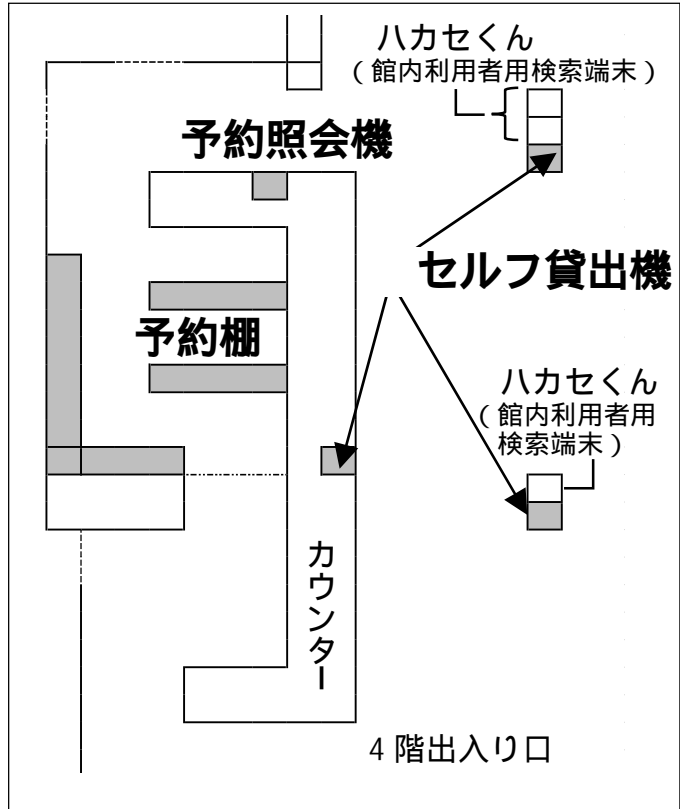 ハカセくん
（館内利用者用検索端末）
予約照会機
セルフ貸出機
予約棚
ハカセくん
（館内利用者用
検索端末）
カウンター
4階出入り口